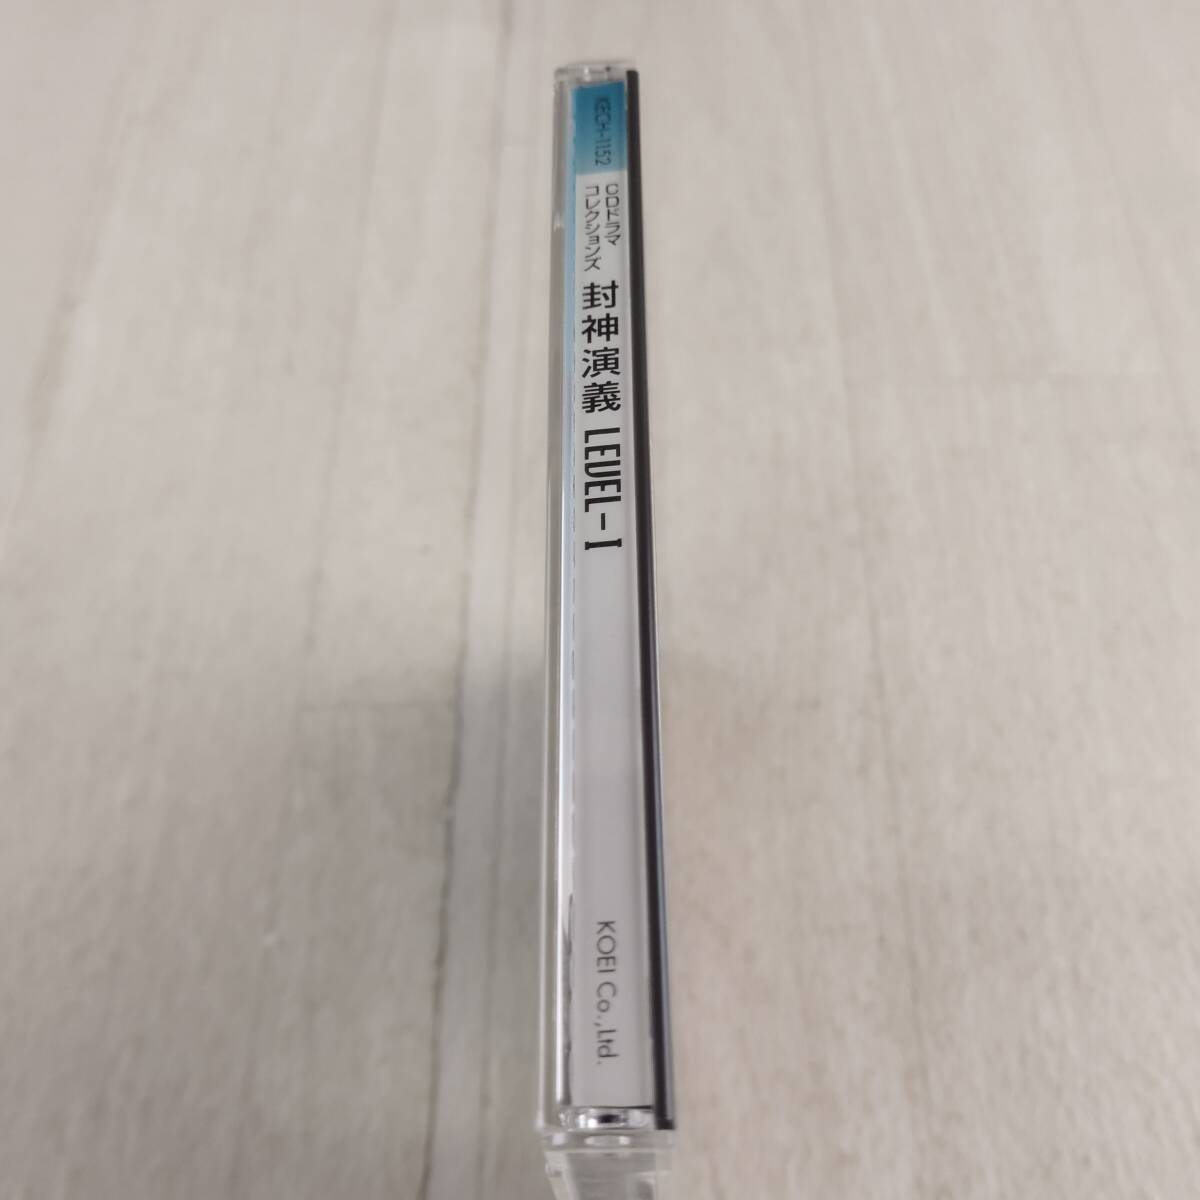 KECH-1152
CDドラマ
コレクションズ
封神演義 LEVEL-I
KOEI Co.,Ltd.